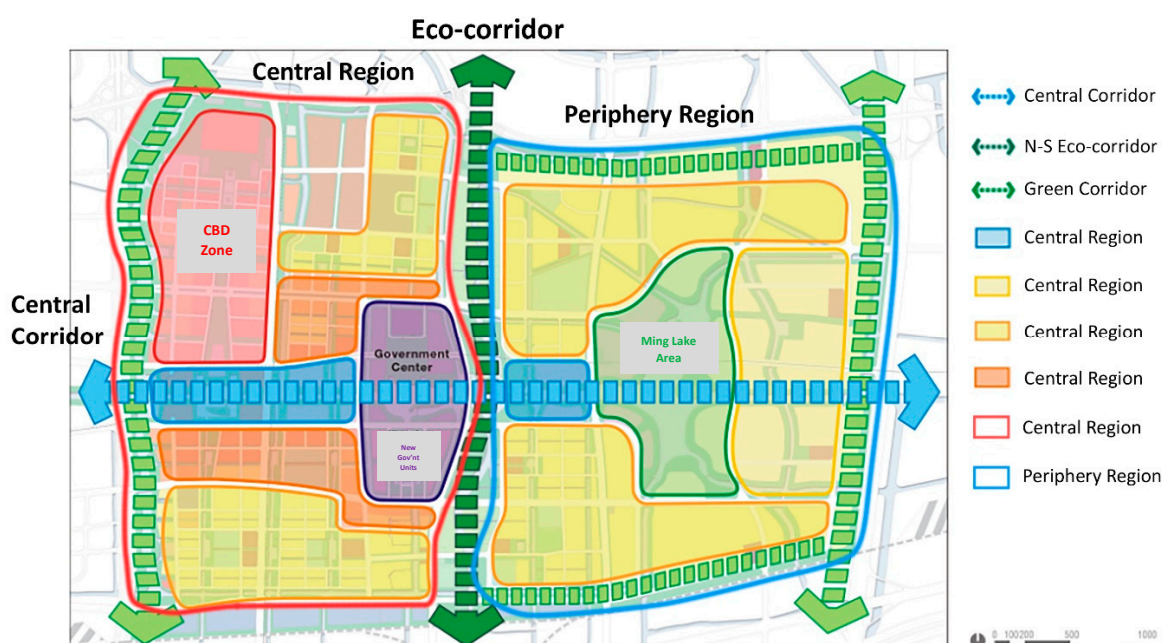 Eco-corridor
Central Region
Periphery Region
CBD
Zone
Central
Corridor
Government
Center
Ming Lake
Area
New
Gov'nt
Units
Central Corridor
N-S Eco-corridor
Green Corridor
Central Region
Central Region
Central Region
Central Region
Central Region
Periphery Region
0 100200 500 1000